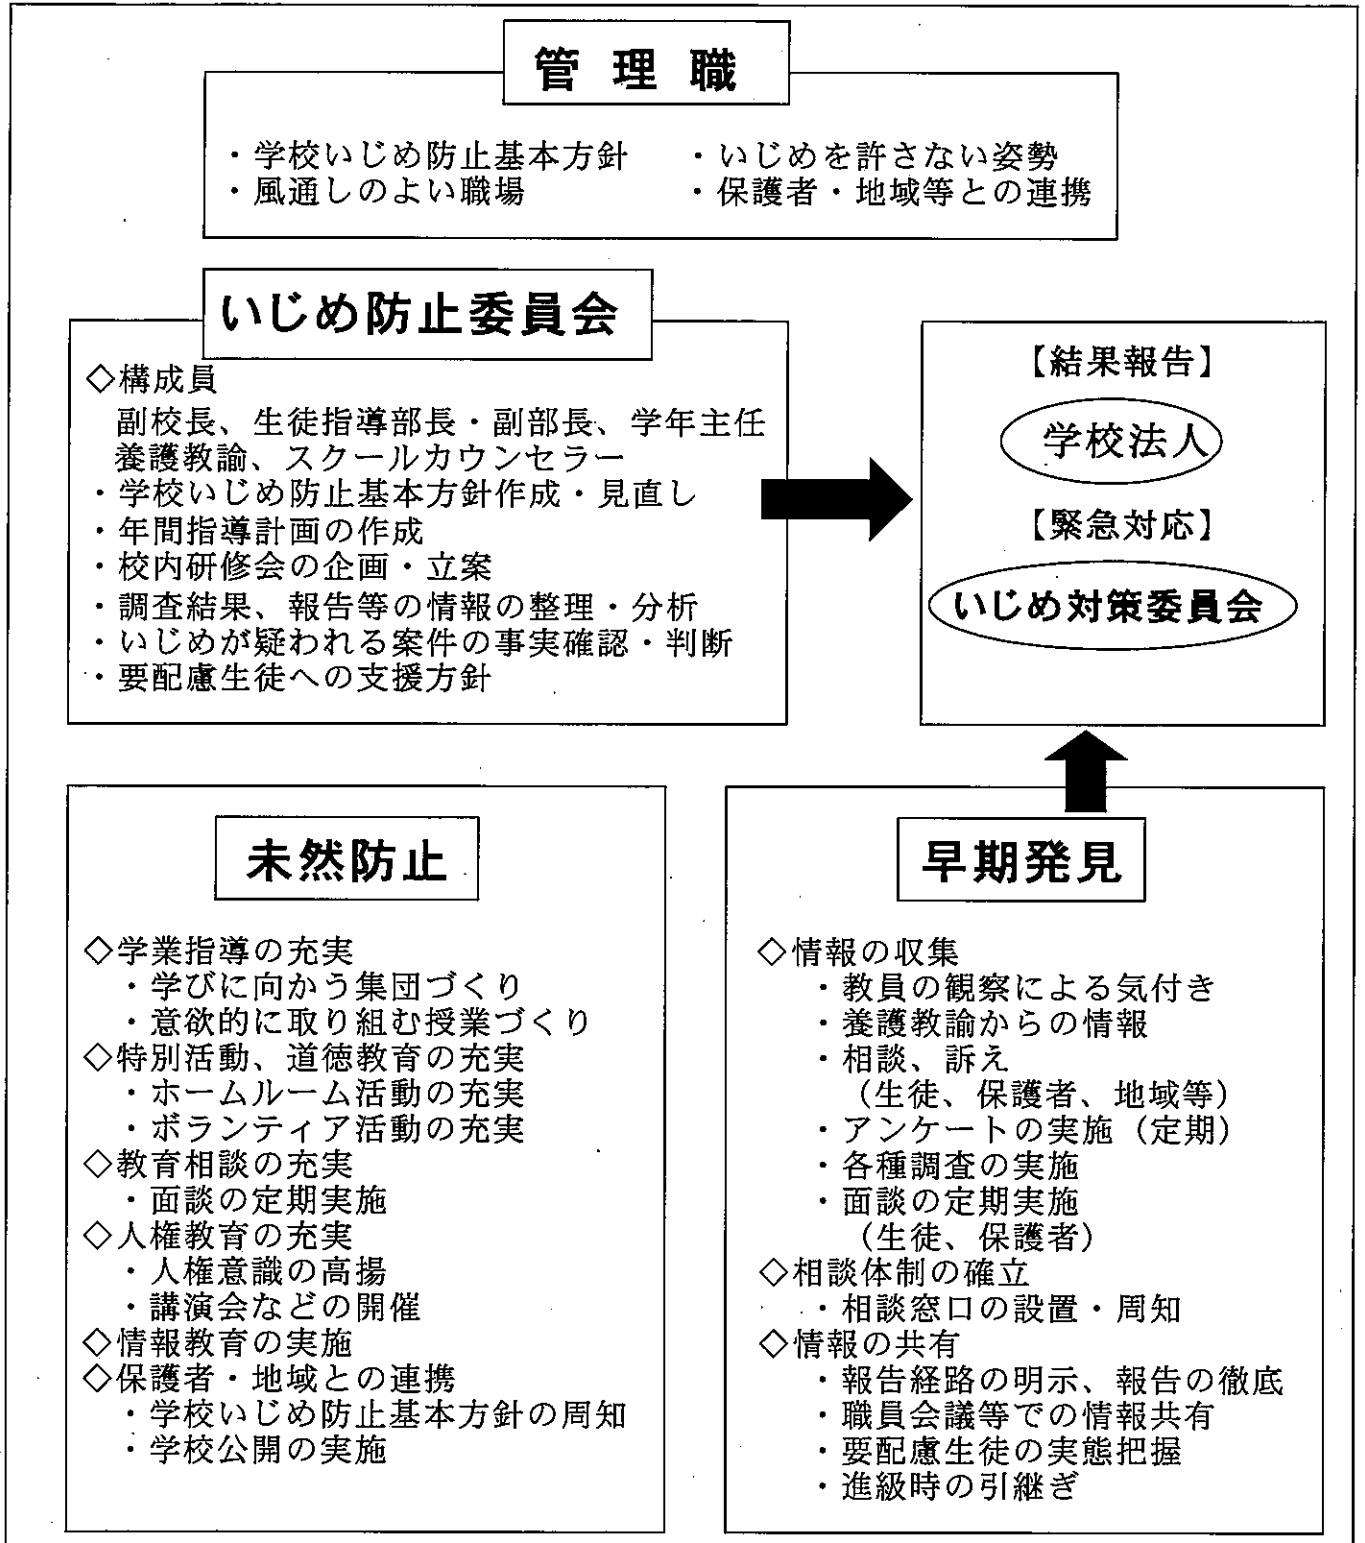 管理職
・学校いじめ防止基本方針　・いじめを許さない姿勢
・風通しのよい職場　・保護者・地域等との連携
いじめ防止委員会
◇構成員
副校長、生徒指導部長・副部長、学年主任
養護教諭、スクールカウンセラー
・学校いじめ防止基本方針作成・見直し
・年間指導計画の作成
・校内研修会の企画・立案
・調査結果、報告等の情報の整理・分析
・いじめが疑われる案件の事実確認・判断
・要配慮生徒への支援方針
【結果報告】
学校法人
【緊急対応】
いじめ対策委員会
未然防止
◇学業指導の充実
・学びに向かう集団づくり
・意欲的に取り組む授業づくり
◇特別活動、道徳教育の充実
・ホームルーム活動の充実
・ボランティア活動の充実
◇教育相談の充実
・面談の定期実施
◇人権教育の充実
・人権意識の高揚
・講演会などの開催
◇情報教育の実施
◇保護者・地域との連携
・学校いじめ防止基本方針の周知
・学校公開の実施
早期発見
◇情報の収集
・教員の観察による気付き
・養護教諭からの情報
・相談、訴え
（生徒、保護者、地域等）
・アンケートの実施（定期）
・各種調査の実施
・面談の定期実施
（生徒、保護者）
◇相談体制の確立
・相談窓口の設置・周知
◇情報の共有
・報告経路の明示、報告の徹底
・職員会議等での情報共有
・要配慮生徒の実態把握
・進級時の引継ぎ